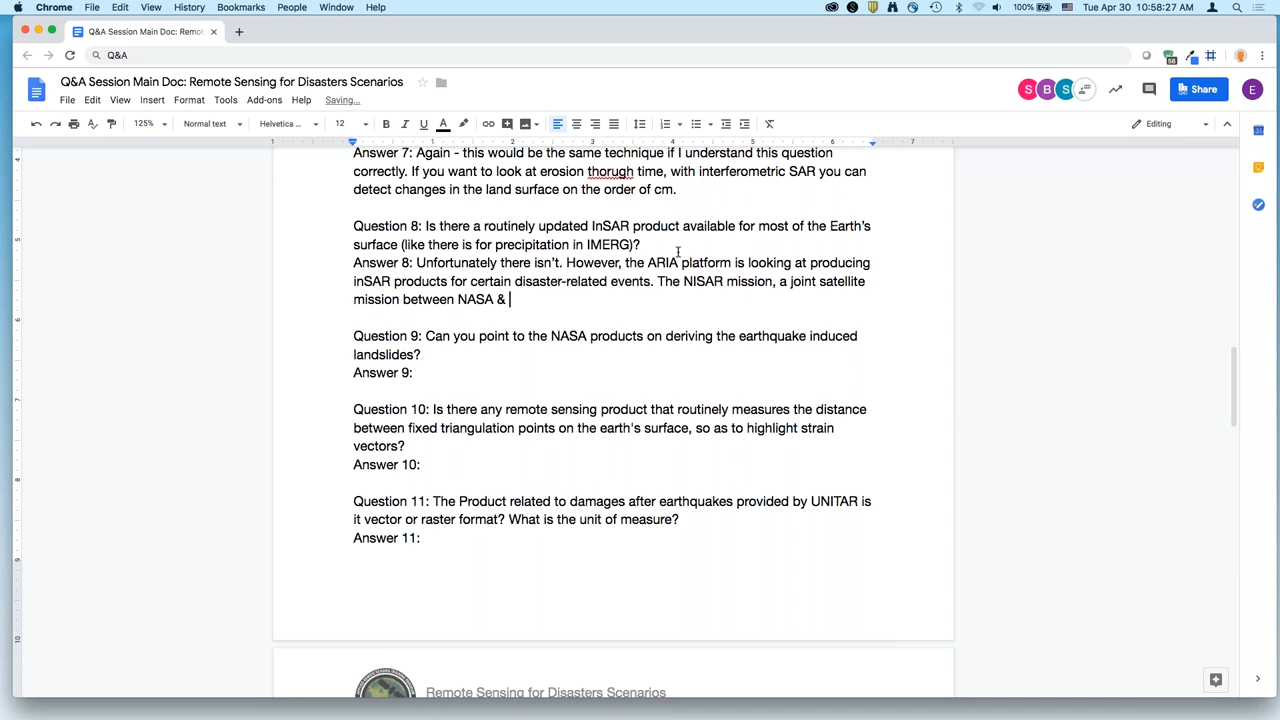 Chrome File Edit View History Bookmarks People Window Help 100% Tue Apr 30 10:58:27 AM
Q&A Session Main Doc: Remot
Q&A
Q&A Session Main Doc: Remote Sensing for Disasters Scenarios
S B S Share E
File Edit View Insert Format Tools Add-ons Help Saving...
125% Normal text Helvetica ... 12 B I U A Editing
1 1 2 3 4 5 6 7
Answer 7: Again - this would be the same technique if I understand this question
correctly. If you want to look at erosion thorugh time, with interferometric SAR you can
detect changes in the land surface on the order of cm.
Question 8: Is there a routinely updated InSAR product available for most of the Earth's
surface (like there is for precipitation in IMERG)?
Answer 8: Unfortunately there isn't. However, the ARIA platform is looking at producing
inSAR products for certain disaster-related events. The NISAR mission, a joint satellite
mission between NASA &
Question 9: Can you point to the NASA products on deriving the earthquake induced
landslides?
Answer 9:
Question 10: Is there any remote sensing product that routinely measures the distance
between fixed triangulation points on the earth's surface, so as to highlight strain
vectors?
Answer 10:
Question 11: The Product related to damages after earthquakes provided by UNITAR is
it vector or raster format? What is the unit of measure?
Answer 11:
Remote Sensing for Disasters Scenarios